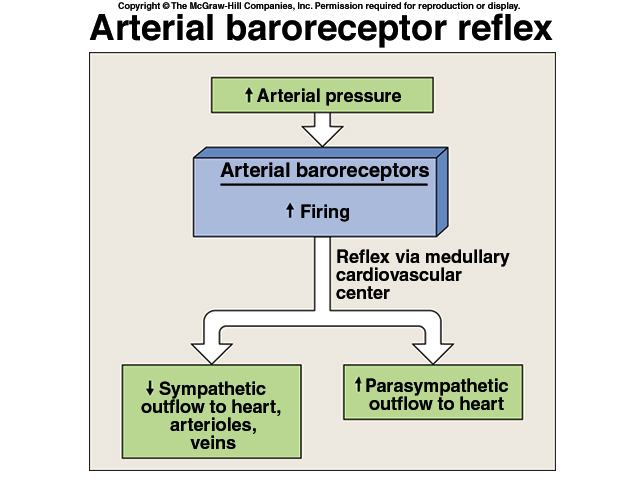 Copyright © The McGraw-Hill Companies, Inc. Permission required for reproduction or display.
Arterial baroreceptor reflex
↑ Arterial pressure
Arterial baroreceptors
↑ Firing
Reflex via medullary
cardiovascular
center
↓ Sympathetic
outflow to heart,
arterioles,
veins
↑ Parasympathetic
outflow to heart